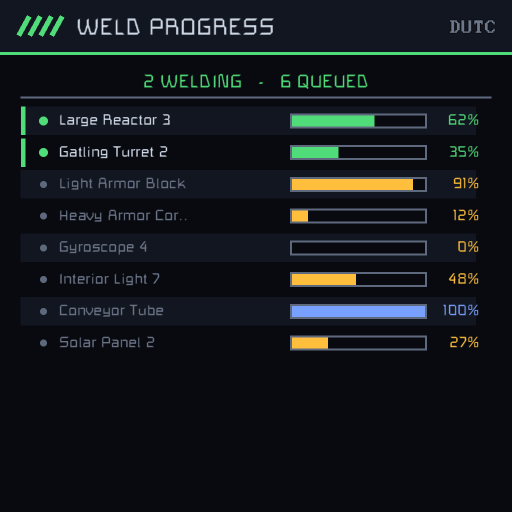 WELD PROGRESS DUTC
2 WELDING - 6 QUEUED
Large Reactor 3 62%
Gatling Turret 2 35%
Light Armor Block 91%
Heavy Armor Cor.. 12%
Gyroscope 4 0%
Interior Light 7 48%
Conveyor Tube 100%
Solar Panel 2 27%